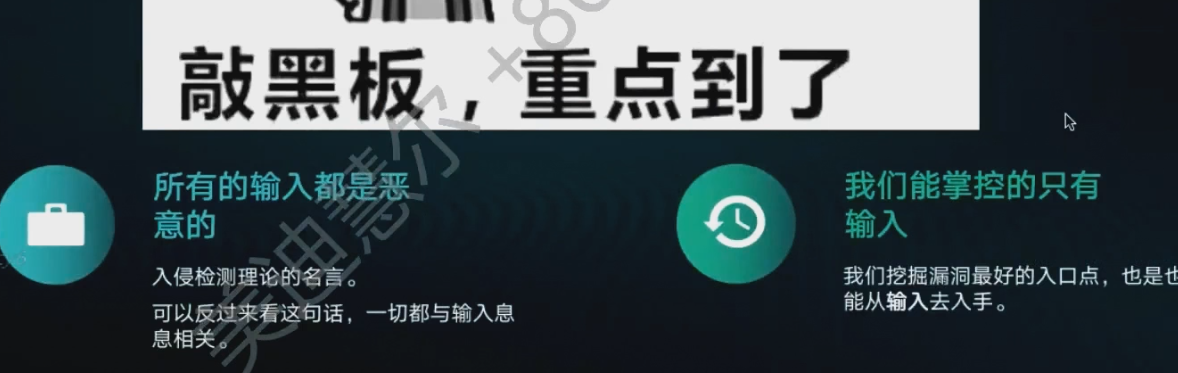 敲黑板，重点到了
所有的输入都是恶
意的
入侵检测理论的名言。
可以反过来看这句话，一切都与输入息
息相关。
我们能掌控的只有
输入
我们挖掘漏洞最好的入口点，也是也
能从输入去入手。
美迪慧尔 +86